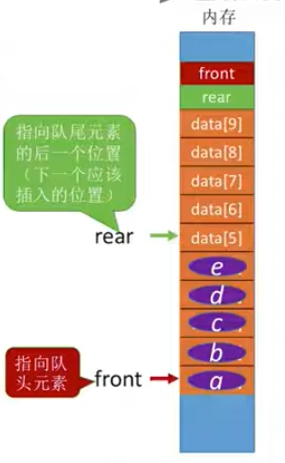 内存
front
rear
data[9]
data[8]
data[7]
data[6]
data[5]
e
d
c
b
a
指向队尾元素
的后一个位置
（下一个应该
插入的位置）
rear
指向队
头元素
front